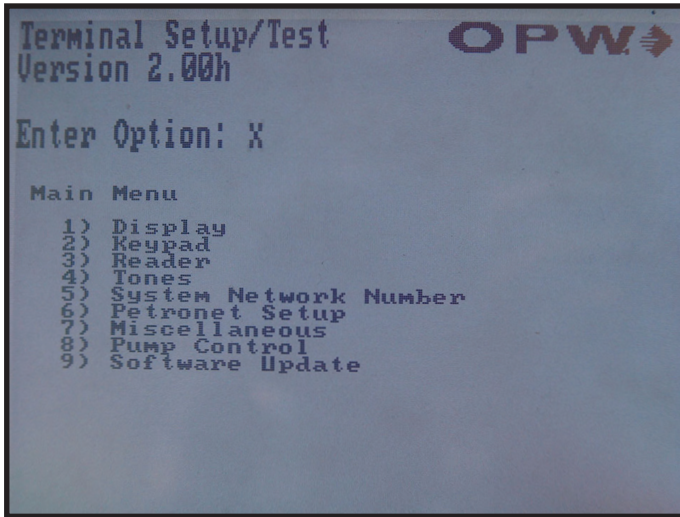 Terminal Setup/Test
OPW
Version 2.00h
Enter Option: X
Main Menu
1) Display
2) Keypad
3) Reader
4) Tones
5) System Network Number
6) Petronet Setup
7) Miscellaneous
8) Pump Control
9) Software Update